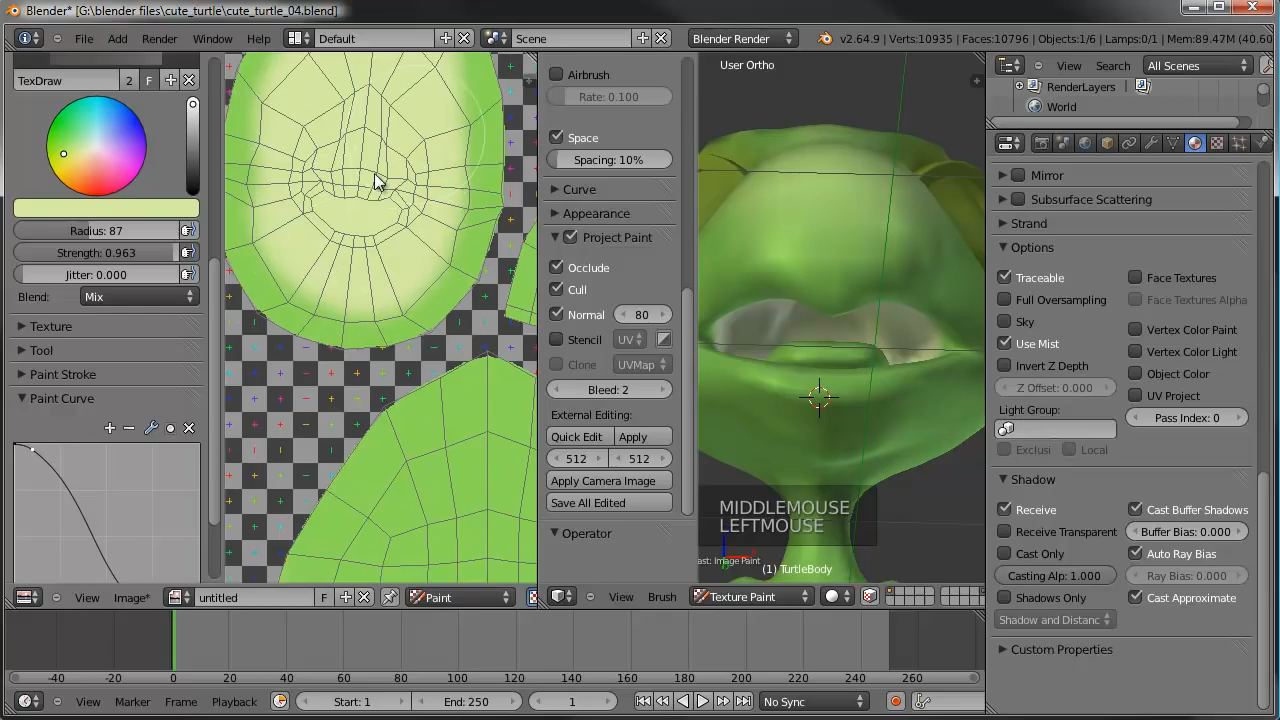 Blender* [G:\blender files\cute_turtle\cute_turtle_04.blend]
File Add Render Window Help Default Scene Blender Render v2.64.9 | Verts:10935 | Faces:10796 | Objects:1/6 | Lamps:0/1 | Mem:89.47M (40.60
TexDraw 2 F
Radius: 87
Strength: 0.963
Jitter: 0.000
Blend: Mix
Texture
Tool
Paint Stroke
Paint Curve
View Image* untitled F Paint
Airbrush
Rate: 0.100
Space
Spacing: 10%
Curve
Appearance
Project Paint
Occlude
Cull
Normal 80
Stencil UV
Clone UVMap
Bleed: 2
External Editing:
Quick Edit Apply
512 512
Apply Camera Image
Save All Edited
Operator
User Ortho
MIDDLEMOUSE
LEFTMOUSE
ast: Image Paint
(1) TurtleBody
View Brush Texture Paint
View Search All Scenes
RenderLayers
World
Mirror
Subsurface Scattering
Strand
Options
Traceable Face Textures
Full Oversampling Face Textures Alpha
Sky
Vertex Color Paint
Use Mist
Vertex Color Light
Invert Z Depth
Object Color
Z Offset: 0.000
UV Project
Light Group:
Pass Index: 0
Exclusi Local
Shadow
Receive Cast Buffer Shadows
Receive Transparent Buffer Bias: 0.000
Cast Only Auto Ray Bias
Casting Alp: 1.000 Ray Bias: 0.000
Shadows Only Cast Approximate
Shadow and Distanc
Custom Properties
-40 -20 0 20 40 60 80 100 120 140 160 180 200 220 240 260
View Marker Frame Playback Start: 1 End: 250 1 No Sync